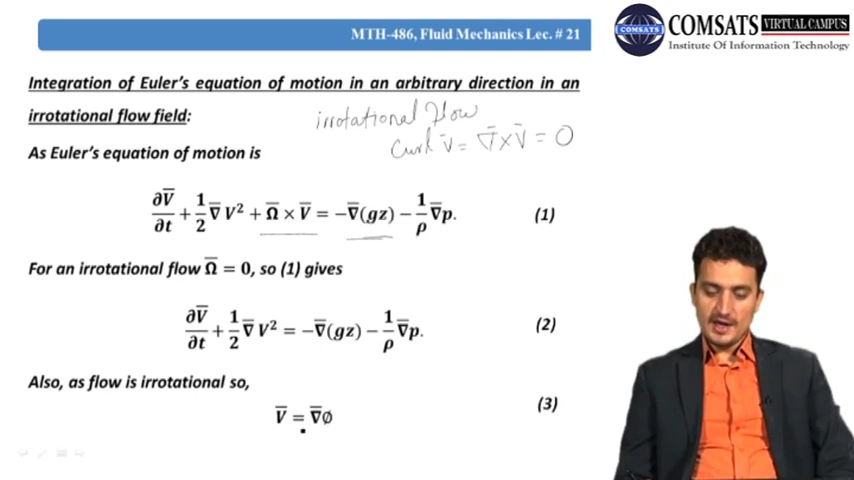 MTH-486, Fluid Mechanics Lec. # 21
COMSATS VIRTUAL CAMPUS
Institute Of Information Technology
COMSATS
Integration of Euler's equation of motion in an arbitrary direction in an
irrotational flow field:
irrotational flow
Curl V̅ = ∇̅ × V̅ = 0
As Euler's equation of motion is
∂V̅/∂t + 1/2 ∇̅ V² + Ω̅ × V̅ = −∇̅(gz) − 1/ρ ∇̅p. (1)
For an irrotational flow Ω̅ = 0, so (1) gives
∂V̅/∂t + 1/2 ∇̅ V² = −∇̅(gz) − 1/ρ ∇̅p. (2)
Also, as flow is irrotational so,
V̅ = ∇̅∅ (3)